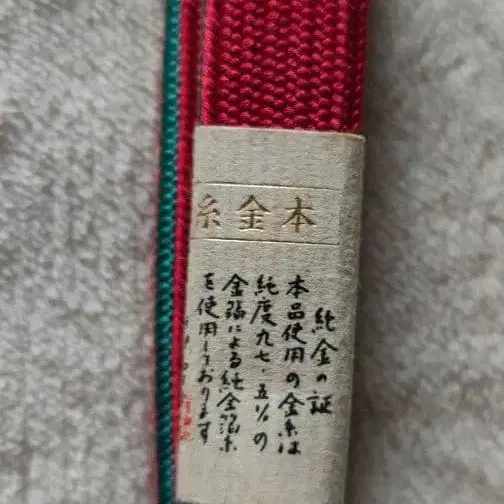 本金糸
純金の証
本品使用の金糸は
純度九七・五%の
金箔による純金箔糸
を使用しております